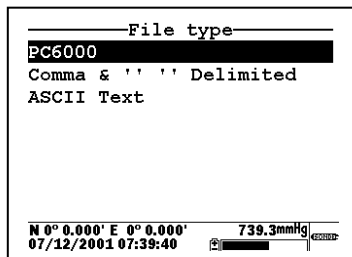 File type
PC6000
Comma & '' '' Delimited
ASCII Text
N 0° 0.000' E 0° 0.000' 739.3mmHg
07/12/2001 07:39:40